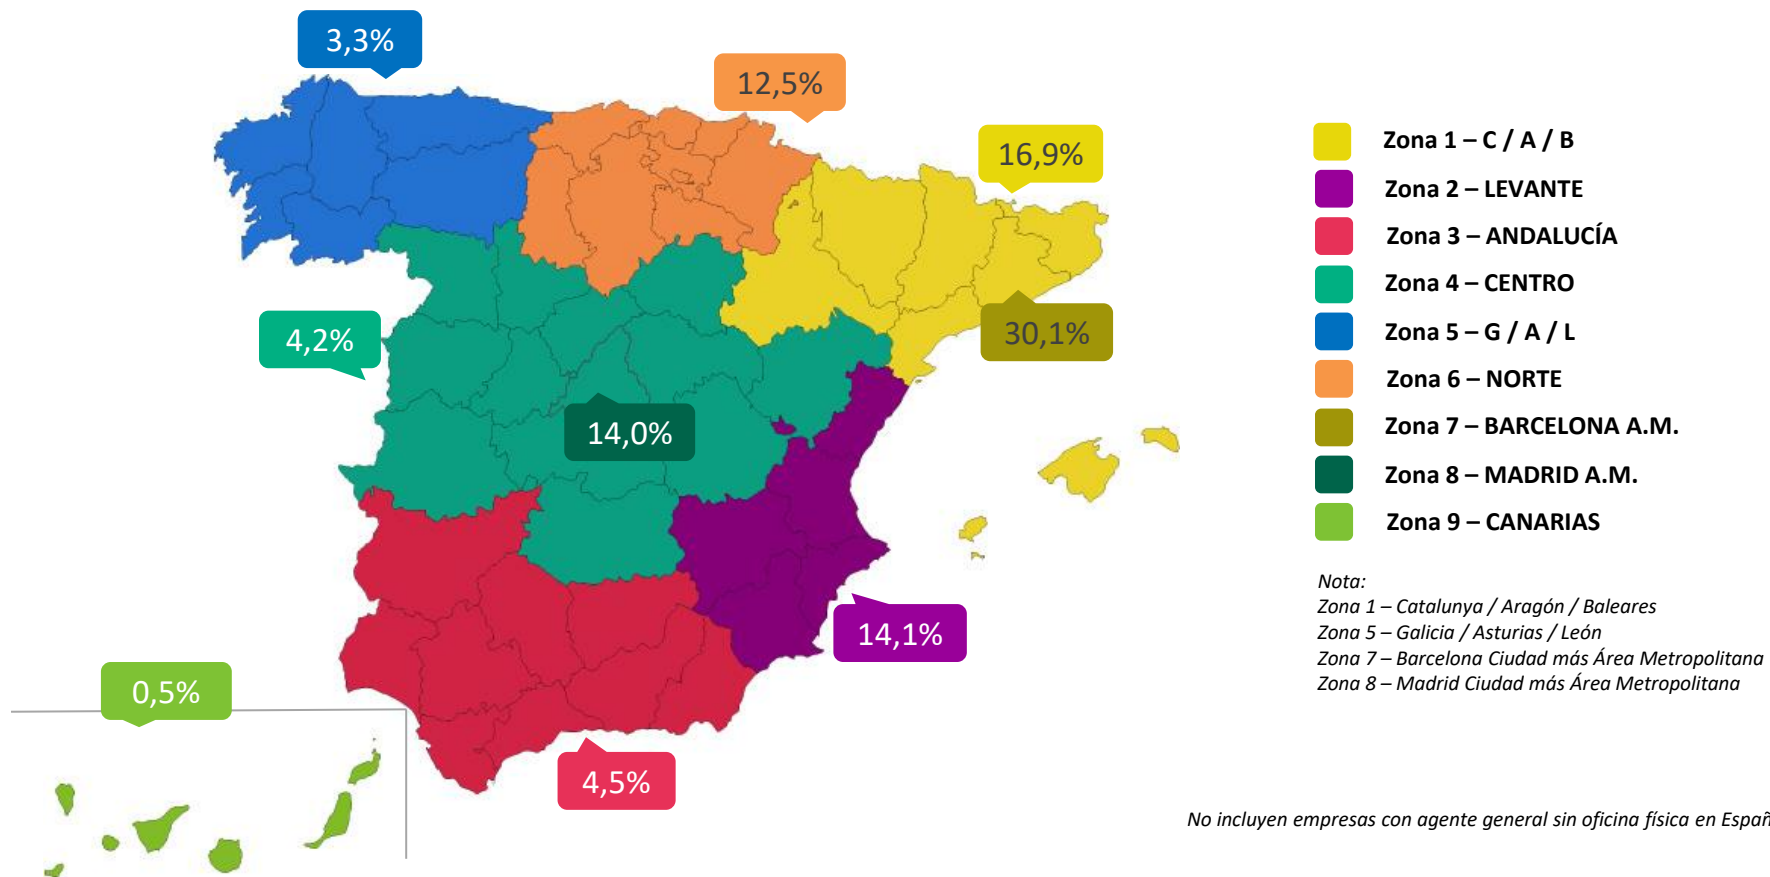 3,3%
12,5%
16,9%
30,1%
4,2%
14,0%
14,1%
0,5%
4,5%
Zona 1 – C / A / B
Zona 2 – LEVANTE
Zona 3 – ANDALUCÍA
Zona 4 – CENTRO
Zona 5 – G / A / L
Zona 6 – NORTE
Zona 7 – BARCELONA A.M.
Zona 8 – MADRID A.M.
Zona 9 – CANARIAS
Nota:
Zona 1 – Catalunya / Aragón / Baleares
Zona 5 – Galicia / Asturias / León
Zona 7 – Barcelona Ciudad más Área Metropolitana
Zona 8 – Madrid Ciudad más Área Metropolitana
No incluyen empresas con agente general sin oficina física en Españ